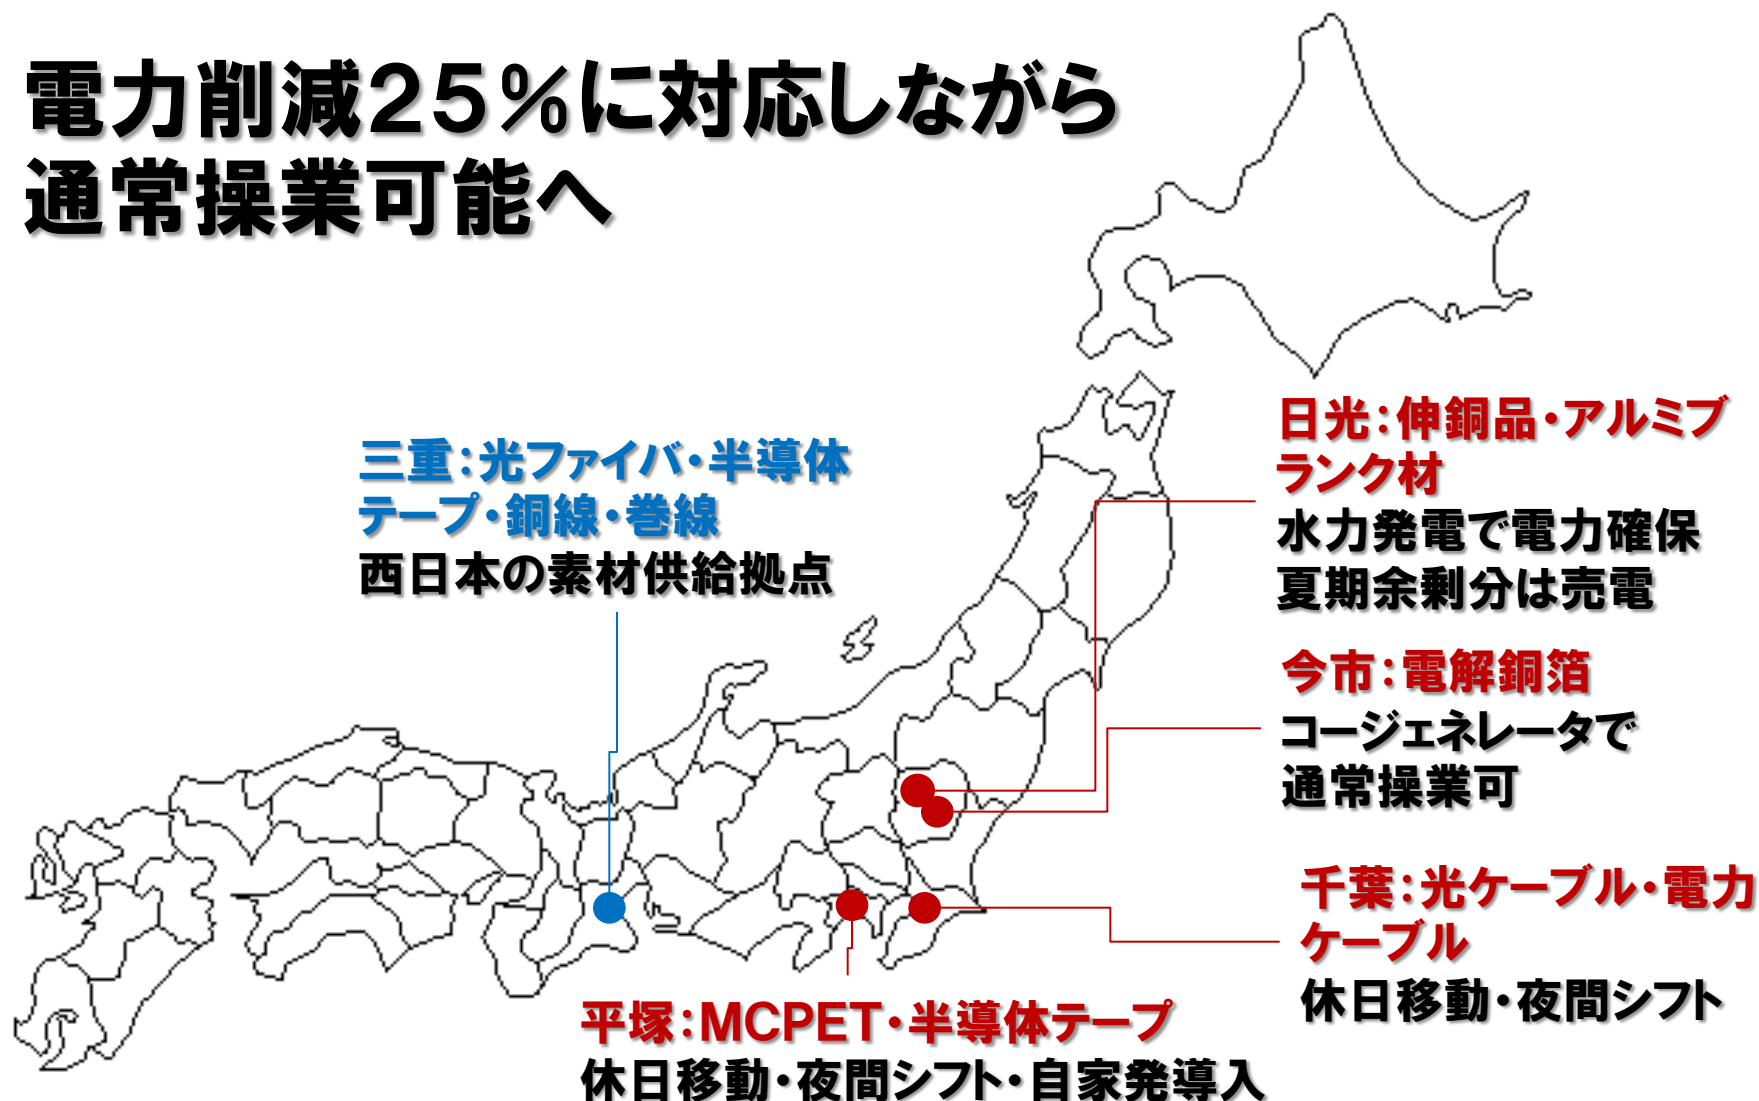 電力削減25%に対応しながら
通常操業可能へ
三重：光ファイバ・半導体
テープ・銅線・巻線
西日本の素材供給拠点
日光：伸銅品・アルミブ
ランク材
水力発電で電力確保
夏期余剰分は売電
今市：電解銅箔
コージェネレータで
通常操業可
千葉：光ケーブル・電力
ケーブル
休日移動・夜間シフト
平塚：MCPET・半導体テープ
休日移動・夜間シフト・自家発導入